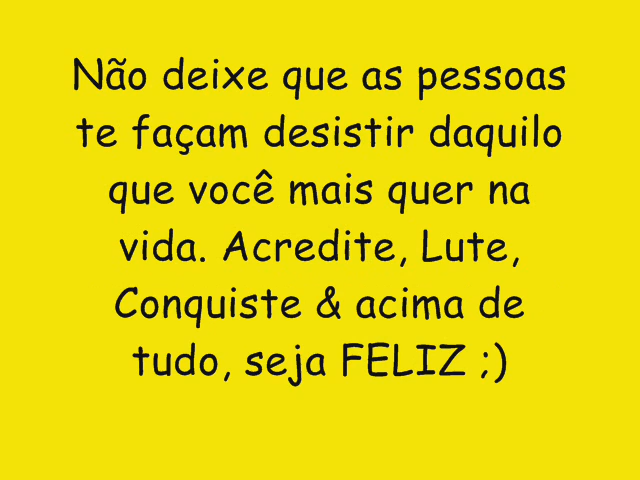 Não deixe que as pessoas
te façam desistir daquilo
que você mais quer na
vida. Acredite, Lute,
Conquiste & acima de
tudo, seja FELIZ ;)